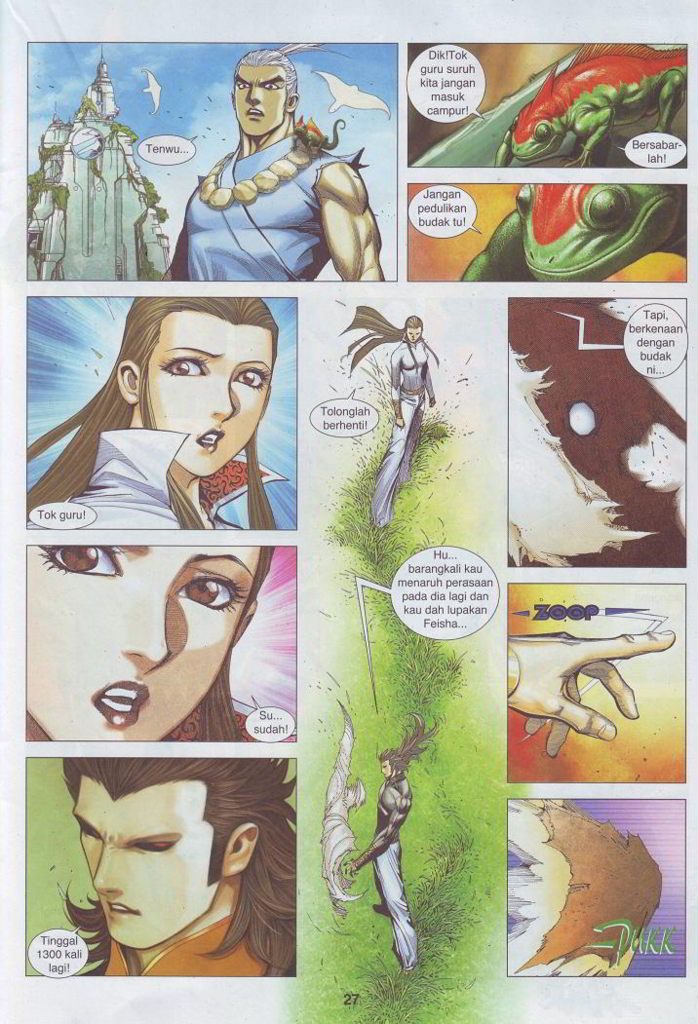 Tenwu...
Dik!Tok
guru suruh
kita jangan
masuk
campur!
Bersabar-
lah!
Jangan
pedulikan
budak tu!
Tok guru!
Tolonglah
berhenti!
Tapi,
berkenaan
dengan
budak
ni...
Su...
sudah!
Hu...
barangkali kau
menaruh perasaan
pada dia lagi dan
kau dah lupakan
Feisha...
ZOOP
Tinggal
1300 kali
lagi!
PUKK
27